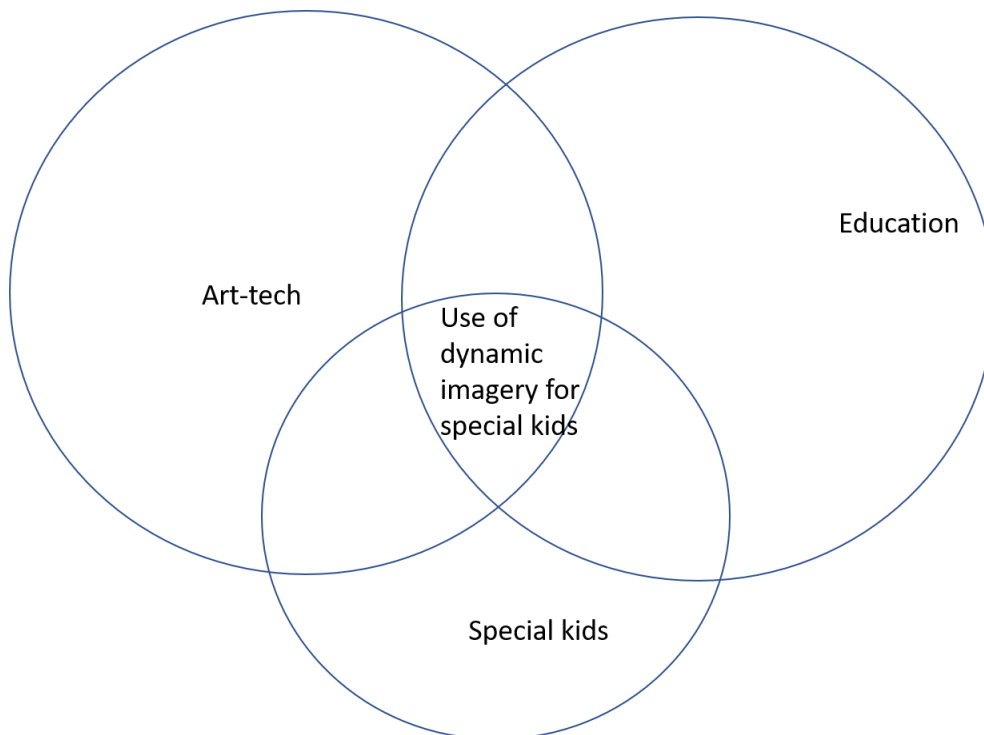 Education
Art-tech
Use of
dynamic
imagery for
special kids
Special kids